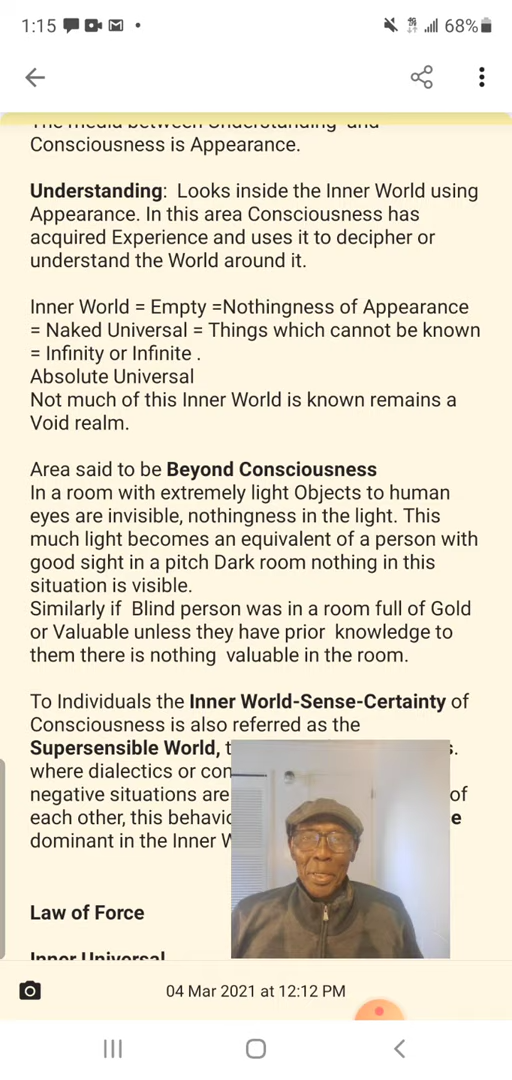 1:15
68%
The media between Understanding and
Consciousness is Appearance.
Understanding: Looks inside the Inner World using
Appearance. In this area Consciousness has
acquired Experience and uses it to decipher or
understand the World around it.
Inner World = Empty =Nothingness of Appearance
= Naked Universal = Things which cannot be known
= Infinity or Infinite .
Absolute Universal
Not much of this Inner World is known remains a
Void realm.
Area said to be Beyond Consciousness
In a room with extremely light Objects to human
eyes are invisible, nothingness in the light. This
much light becomes an equivalent of a person with
good sight in a pitch Dark room nothing in this
situation is visible.
Similarly if Blind person was in a room full of Gold
or Valuable unless they have prior knowledge to
them there is nothing valuable in the room.
To Individuals the Inner World-Sense-Certainty of
Consciousness is also referred as the
Supersensible World, t s.
where dialectics or con
negative situations are of
each other, this behavio e
dominant in the Inner W
Law of Force
Inner Universal
04 Mar 2021 at 12:12 PM